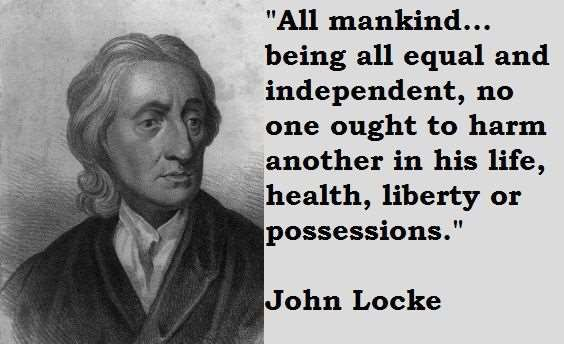 "All mankind...
being all equal and
independent, no
one ought to harm
another in his life,
health, liberty or
possessions."
John Locke